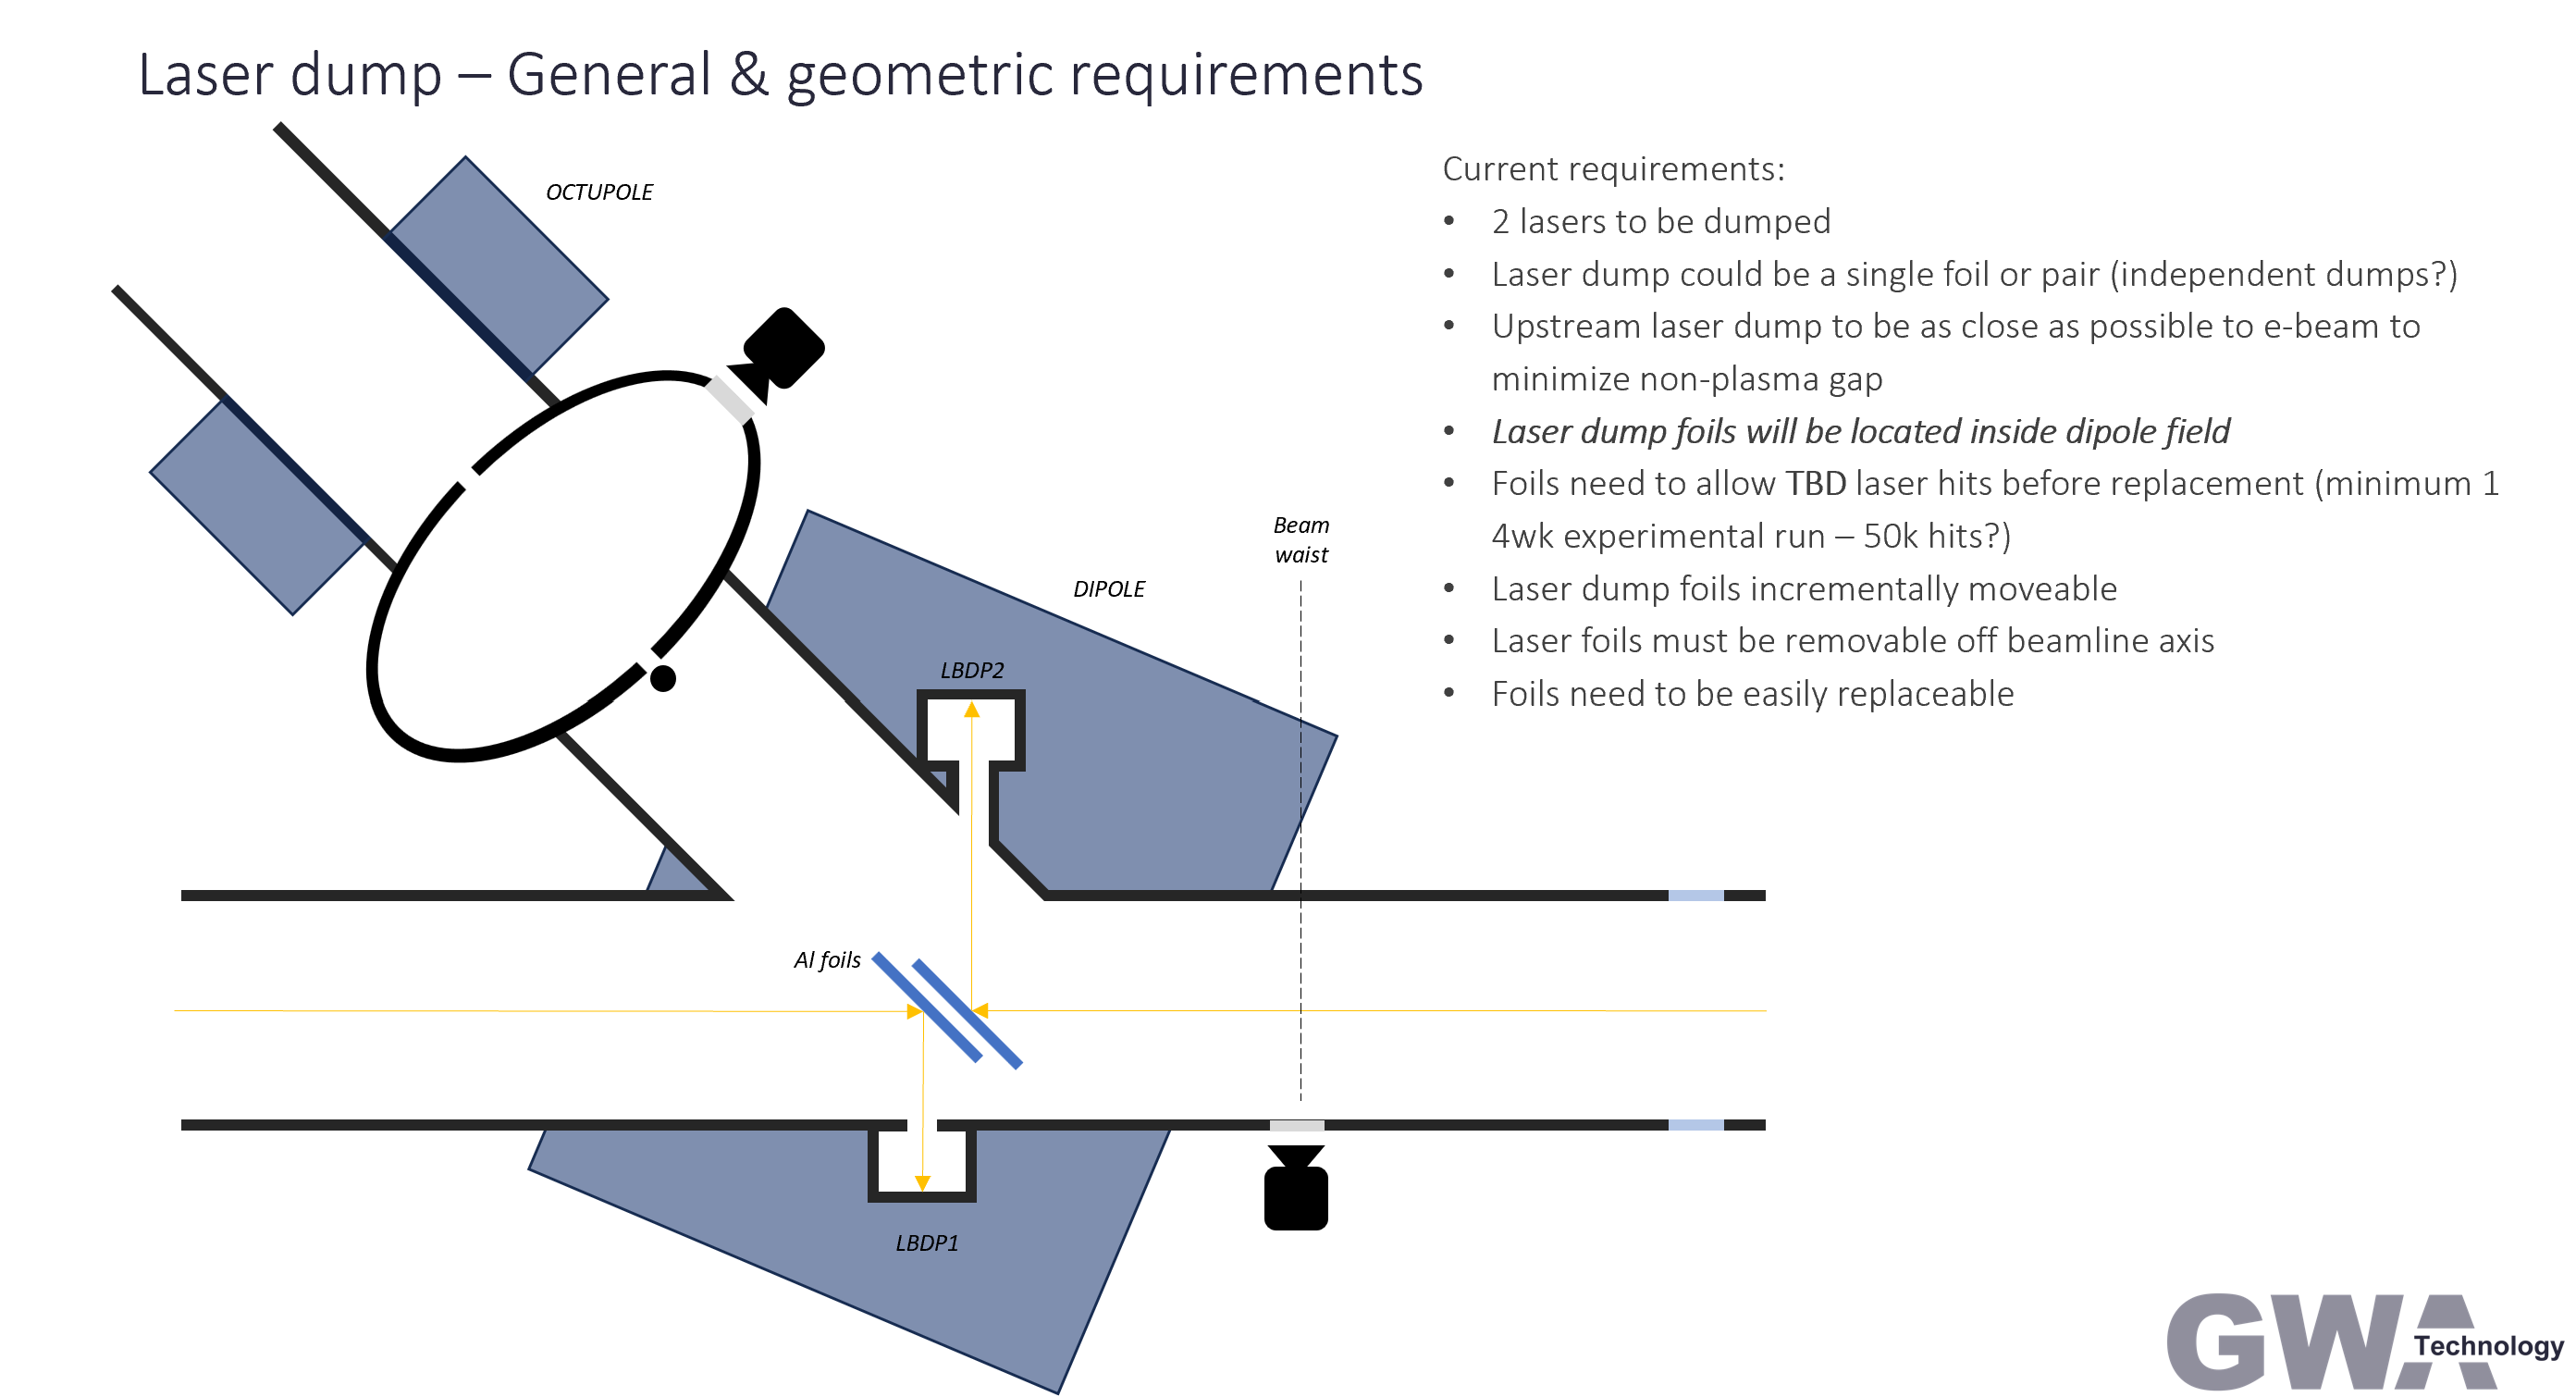 Laser dump – General & geometric requirements
OCTUPOLE
Current requirements:
• 2 lasers to be dumped
• Laser dump could be a single foil or pair (independent dumps?)
• Upstream laser dump to be as close as possible to e-beam to
minimize non-plasma gap
• Laser dump foils will be located inside dipole field
• Foils need to allow TBD laser hits before replacement (minimum 1
4wk experimental run – 50k hits?)
• Laser dump foils incrementally moveable
• Laser foils must be removable off beamline axis
• Foils need to be easily replaceable
Beam
waist
DIPOLE
LBDP2
Al foils
LBDP1
GWA
Technology